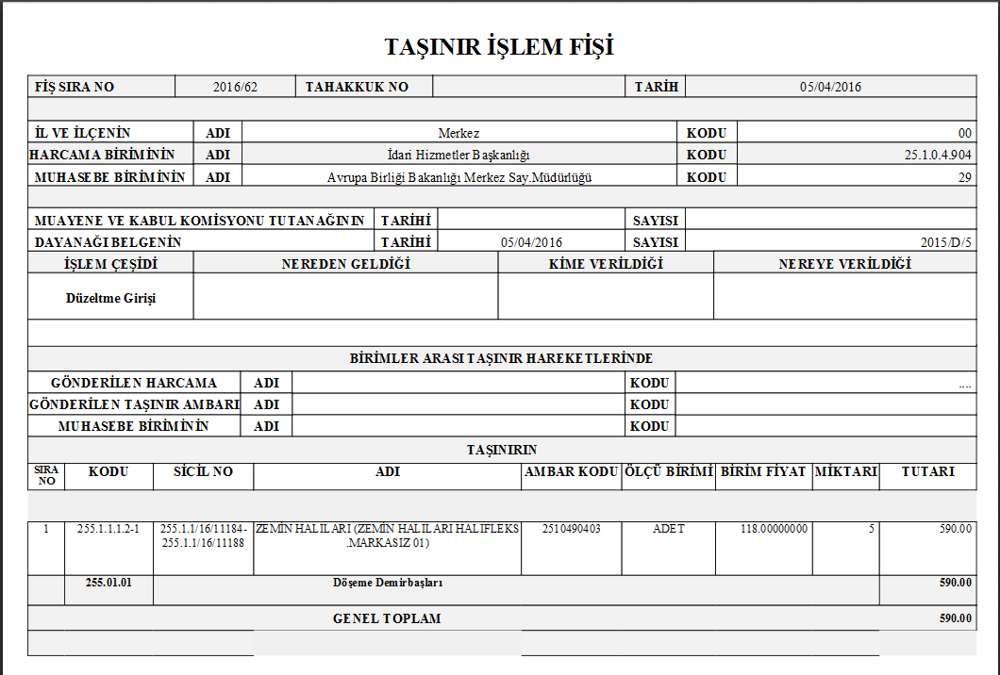 TAŞINIR İŞLEM FİŞİ
FİŞ SIRA NO 2016/62 TAHAKKUK NO TARİH 05/04/2016
İL VE İLÇENİN ADI Merkez KODU 00
HARCAMA BİRİMİNİN ADI İdari Hizmetler Başkanlığı KODU 25.1.0.4.904
MUHASEBE BİRİMİNİN ADI Avrupa Birliği Bakanlığı Merkez Say.Müdürlüğü KODU 29
MUAYENE VE KABUL KOMİSYONU TUTANAĞININ TARİHİ SAYISI
DAYANAĞI BELGENİN TARİHİ 05/04/2016 SAYISI 2015/D/5
İŞLEM ÇEŞİDİ NEREDEN GELDİĞİ KİME VERİLDİĞİ NEREYE VERİLDİĞİ
Düzeltme Girişi
BİRİMLER ARASI TAŞINIR HAREKETLERİNDE
GÖNDERİLEN HARCAMA ADI KODU ....
GÖNDERİLEN TAŞINIR AMBARI ADI KODU
MUHASEBE BİRİMİNİN ADI KODU
TAŞINIRIN
SIRA NO KODU SİCİL NO ADI AMBAR KODU ÖLÇÜ BİRİMİ BİRİM FİYAT MİKTARI TUTARI
1 255.1.1.1.2-1 255.1.1/16/11184- ZEMİN HALILARI (ZEMİN HALILARI HALIFLEKS 2510490403 ADET 118.00000000 5 590.00
255.1.1/16/11188 .MARKASIZ 01)
255.01.01 Döşeme Demirbaşları 590.00
GENEL TOPLAM 590.00